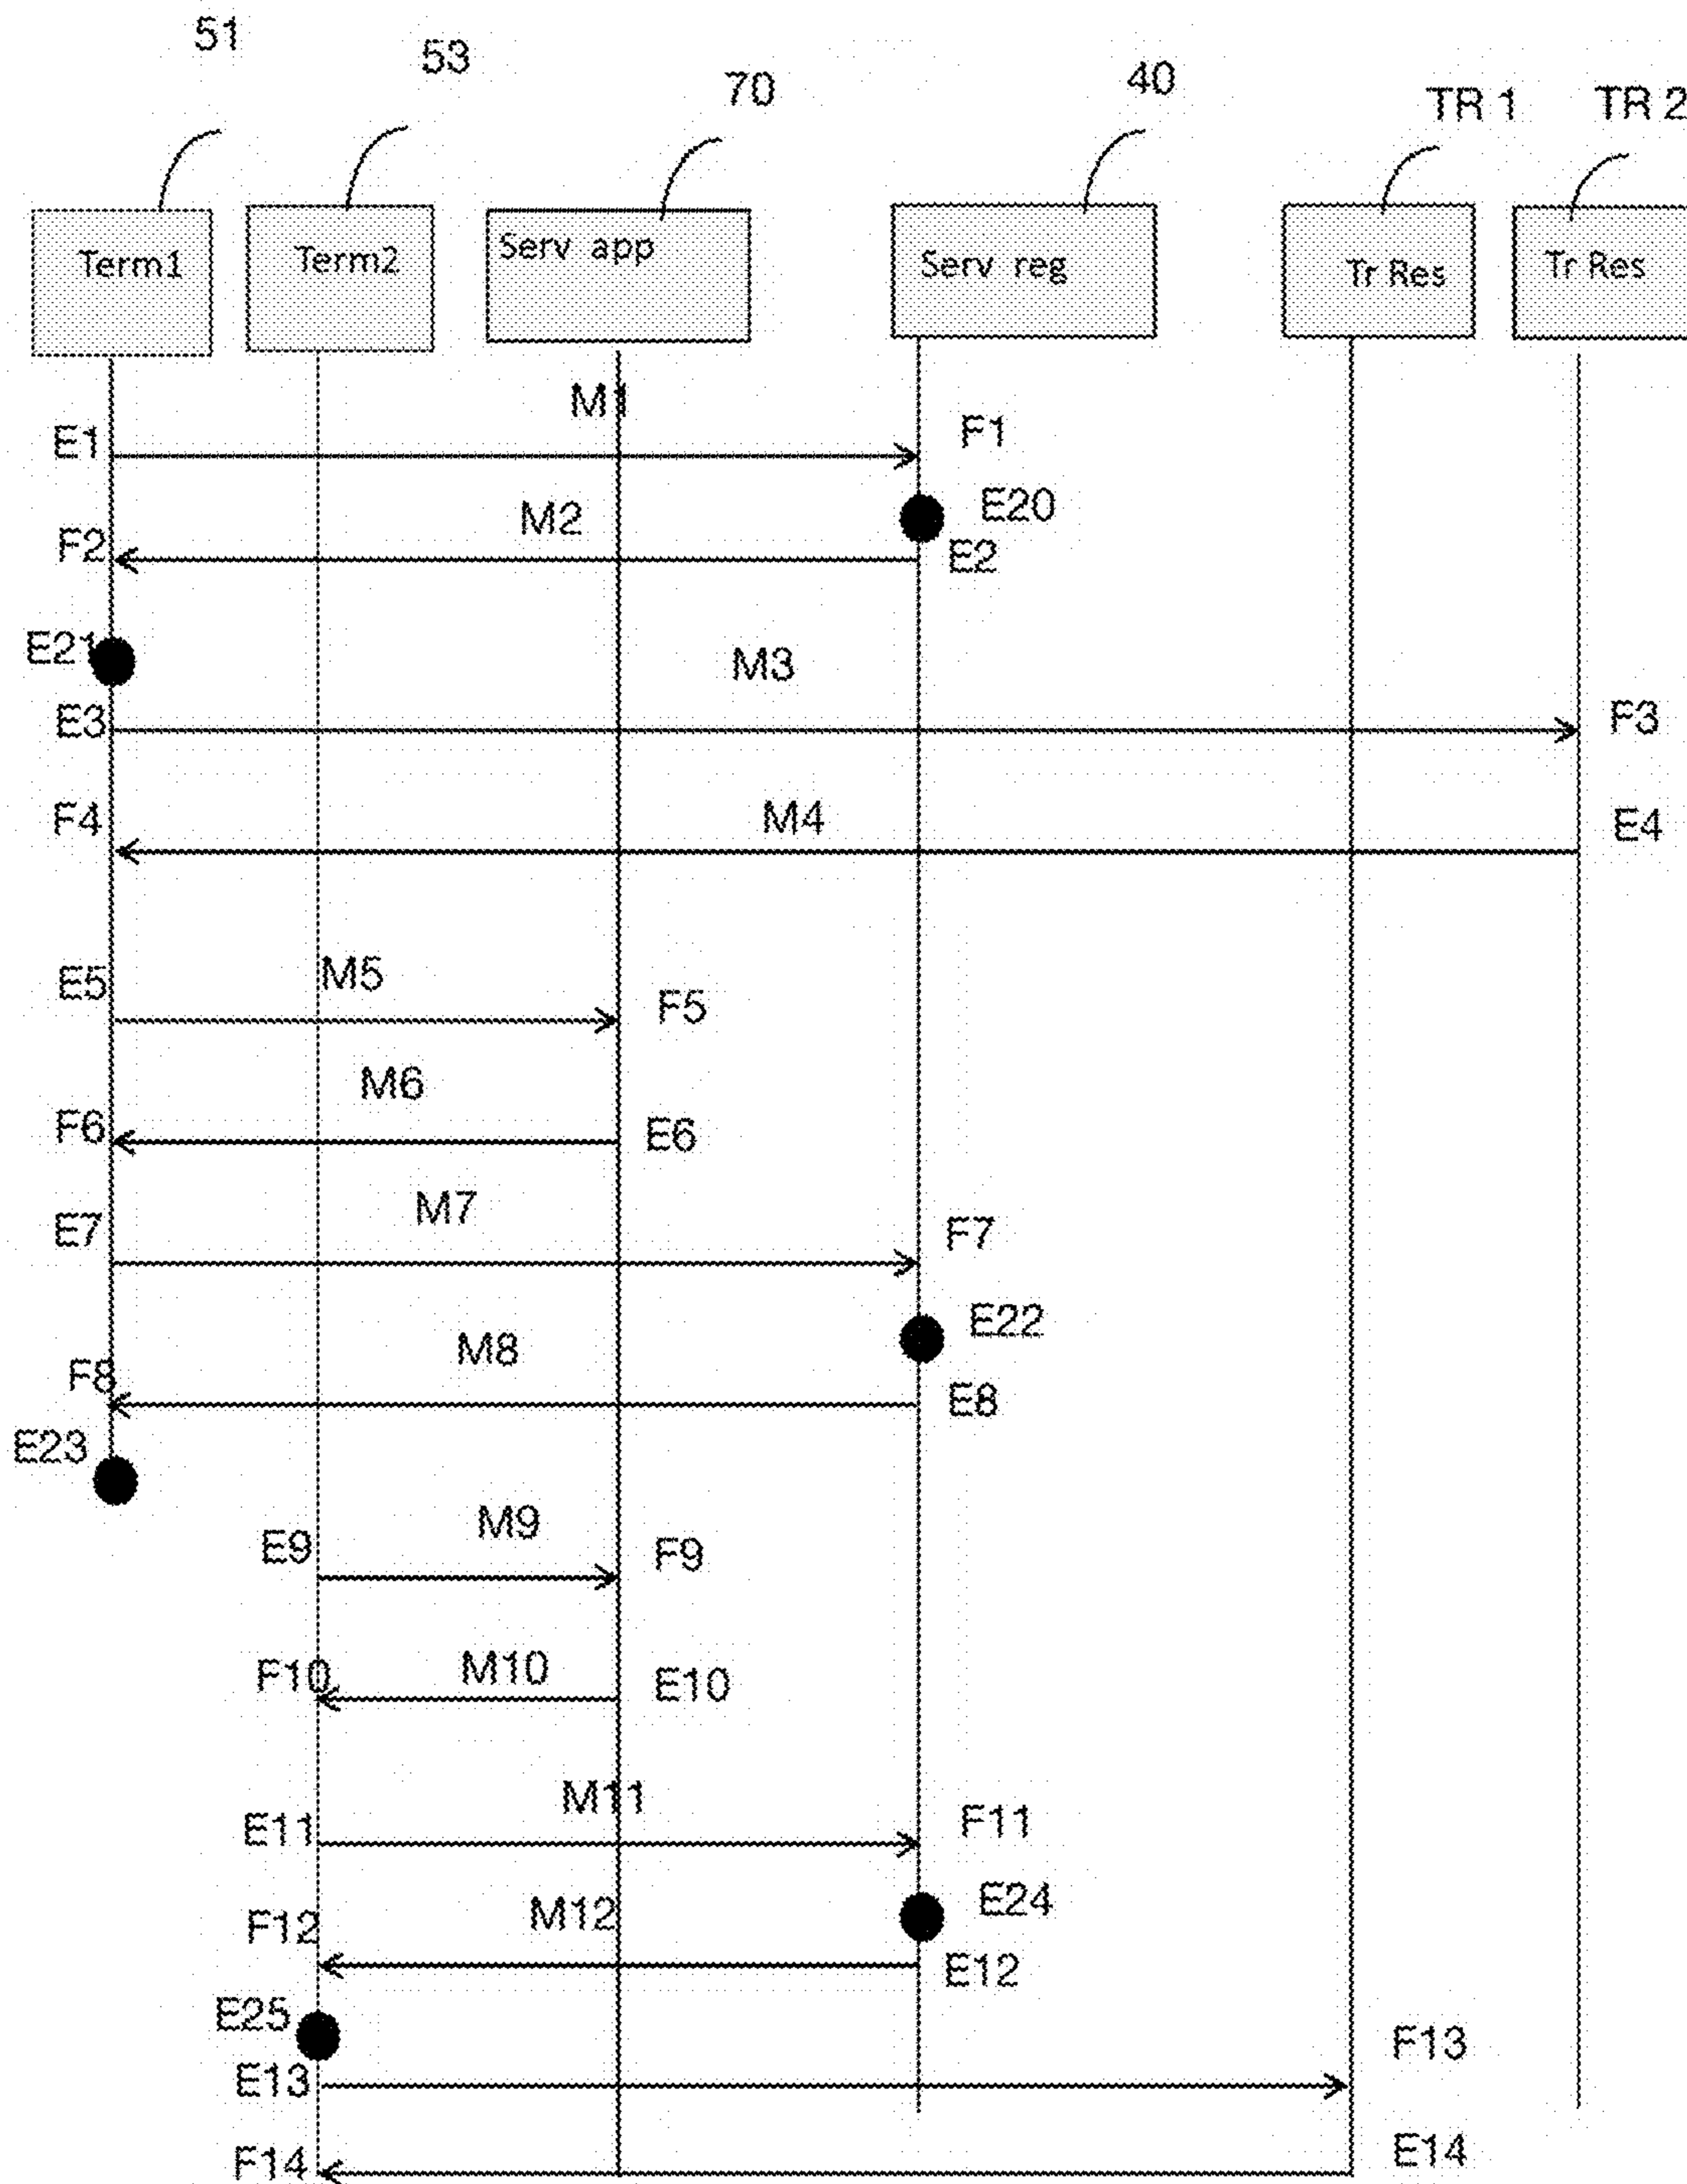 51 53 70 40 TR 1 TR 2
Term1 Term2 Serv app Serv reg Tr Res Tr Res
M1
E1 F1
E20
M2
F2 E2
E21
M3
E3 F3
F4 M4 E4
E5 M5 F5
M6
F6 E6
M7
E7 F7
E22
M8
F8 E8
E23
M9
E9 F9
F10 M10 E10
M11
E11 F11
E24
F12 M12
E12
E25
E13 F13
F14 E14